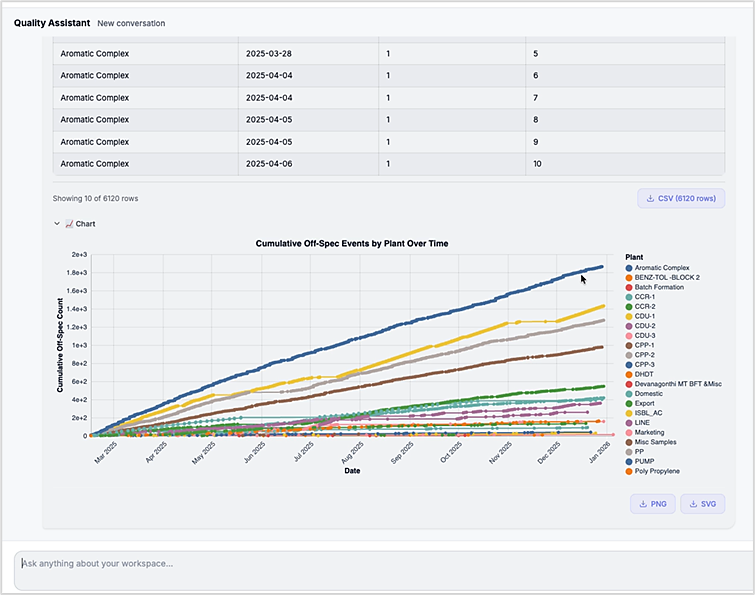 Quality Assistant New conversation
Aromatic Complex 2025-03-28 1 5
Aromatic Complex 2025-04-04 1 6
Aromatic Complex 2025-04-04 1 7
Aromatic Complex 2025-04-05 1 8
Aromatic Complex 2025-04-05 1 9
Aromatic Complex 2025-04-06 1 10
Showing 10 of 6120 rows
CSV (6120 rows)
Chart
Cumulative Off-Spec Events by Plant Over Time
Cumulative Off-Spec Count
2e+3
1.8e+3
1.6e+3
1.4e+3
1.2e+3
1e+3
8e+2
6e+2
4e+2
2e+2
0
Mar 2025
Apr 2025
May 2025
Jun 2025
Jul 2025
Aug 2025
Sep 2025
Oct 2025
Nov 2025
Dec 2025
Jan 2026
Date
Plant
Aromatic Complex
BENZ-TOL -BLOCK 2
Batch Formation
CCR-1
CCR-2
CDU-1
CDU-2
CDU-3
CPP-1
CPP-2
CPP-3
DHDT
Devanagonthi MT BFT &Misc
Domestic
Export
ISBL_AC
LINE
Marketing
Misc Samples
PP
PUMP
Poly Propylene
PNG
SVG
Ask anything about your workspace...